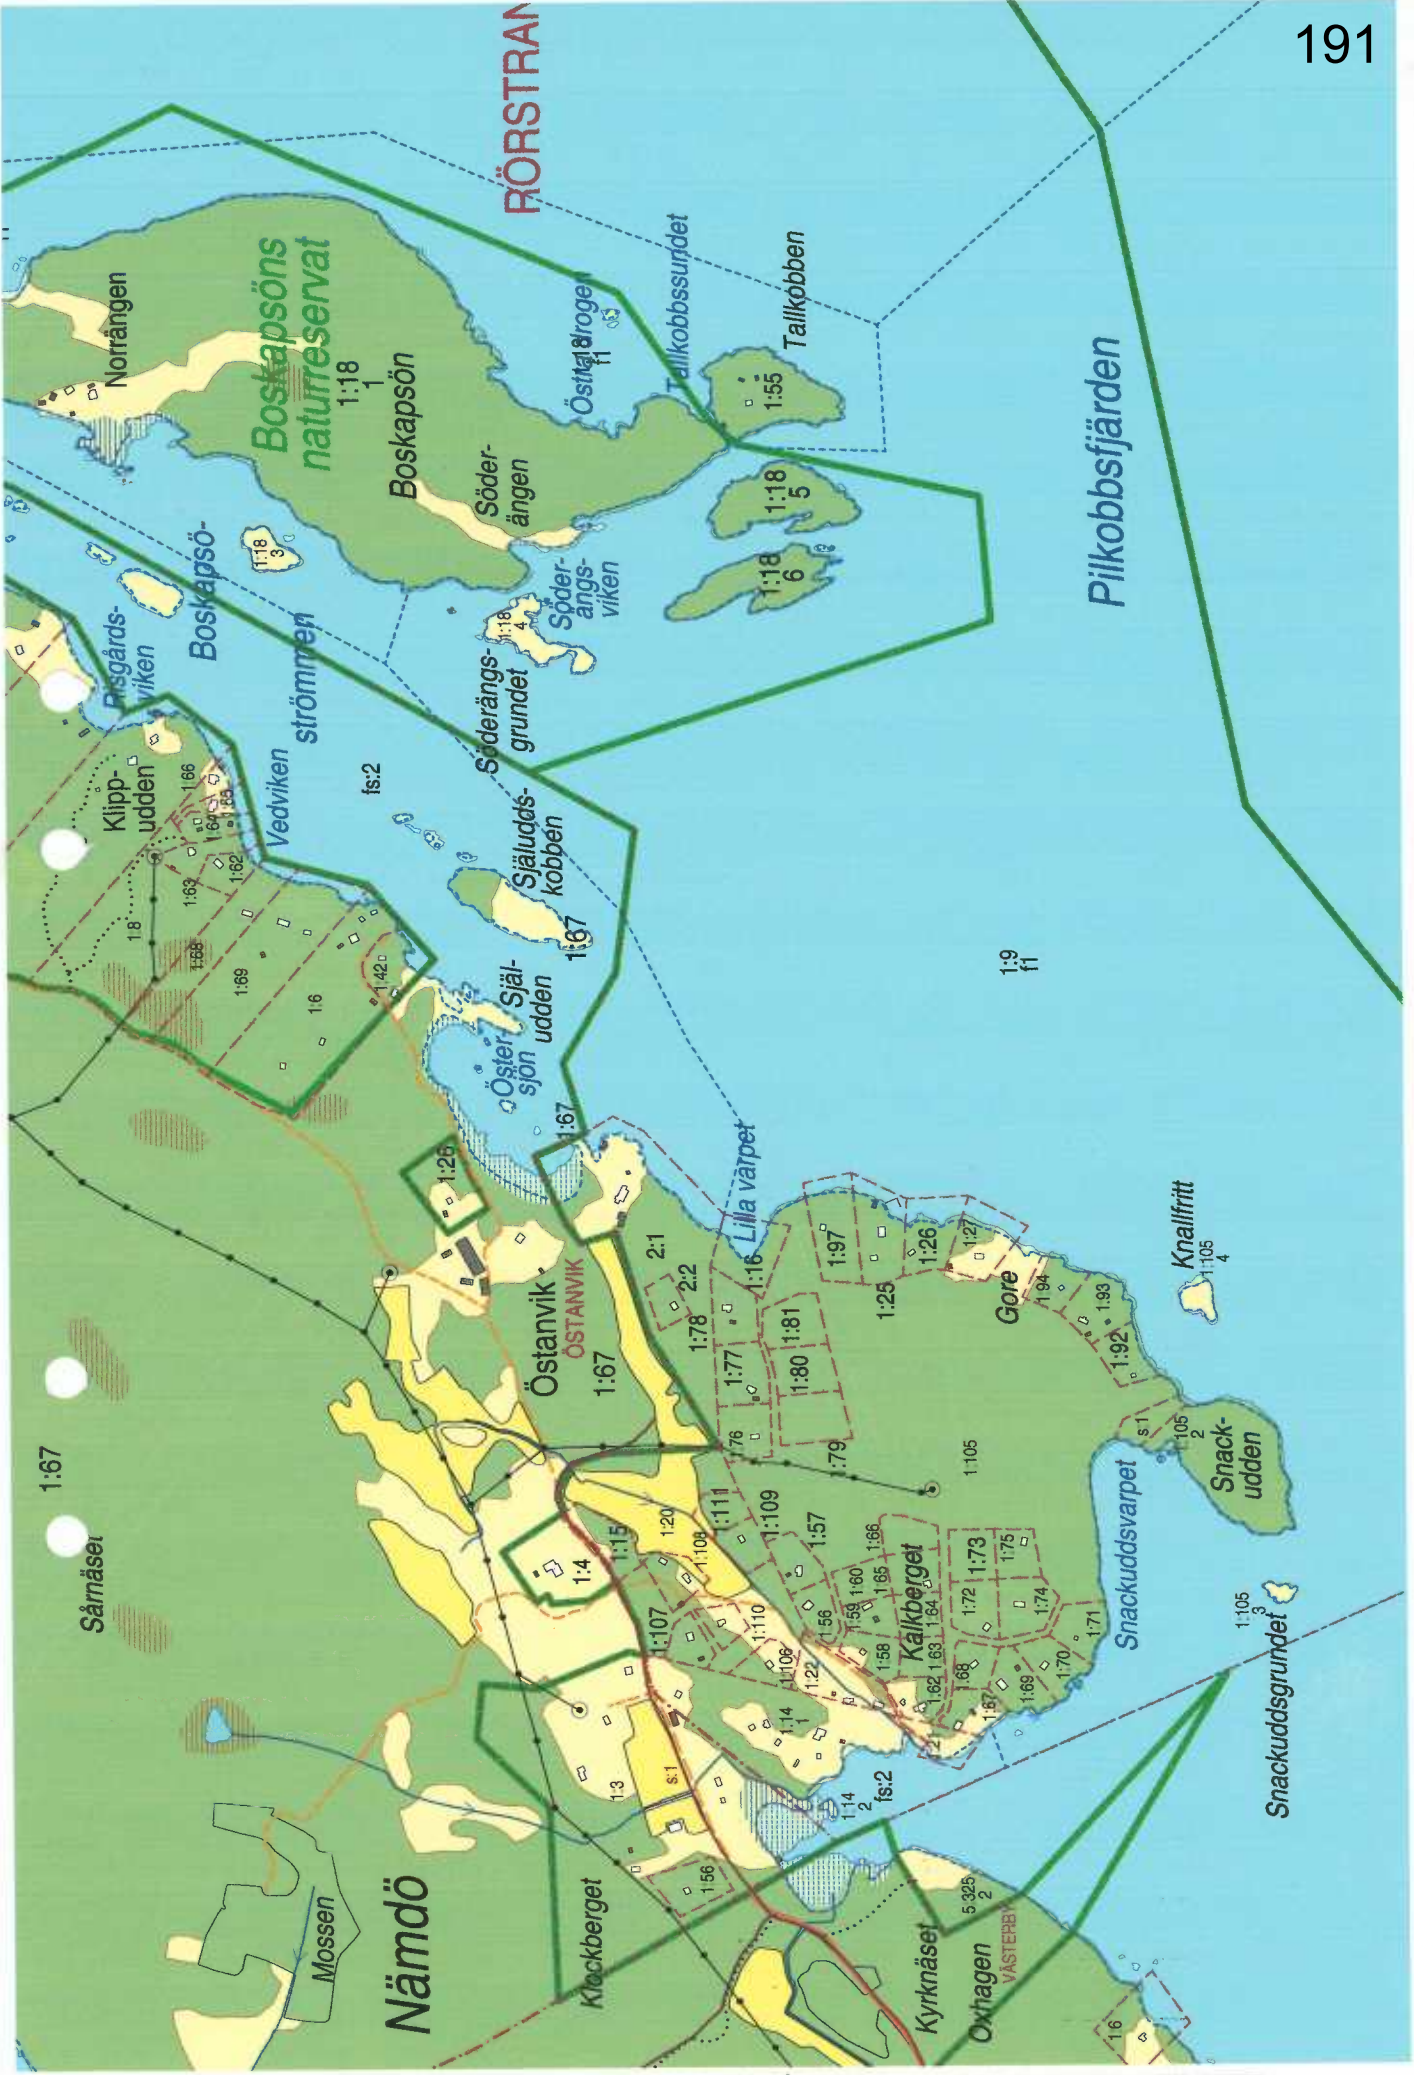 191
RÖRSTRAN
Norrängen
Boskapsöns
naturreservat
1:18
1
Boskapsön
Söder-
ängen
f1
Tallkobbssundet
Tallkobben
1:55
1:18
5
1:18
6
1:18
3
1:18
4
Söder-
ängs-
viken
Söderängs-
grundet
Boskapsö-
strömmen
Risgårds-
viken
Klipp-
udden
Vedviken
fs:2
Själudds-
kobben
1:67
Själ-
udden
Öster-
sjön
1:67
Pilkobbsfjärden
1:9
f1
1:66
1:65
1:64
1:63
1:62
1:8
1:68
1:69
1:6
1:42
1:26
Östanvik
ÖSTANVIK
1:67
2:1
2:2
1:78
1:77
1:76
1:16
Lilla varpet
1:81
1:80
1:79
1:97
1:25
1:26
1:27
Gore
1:94
1:93
1:92
Knallfritt
1:105
4
s:1
1:105
2
Snack-
udden
Snackuddsvarpet
1:105
3
Snackuddsgrundet
1:105
1:67
Sårnäset
1:4
1:15
1:20
1:108
1:111
1:109
1:57
1:107
1:110
1:106
1:22
1:56
1:59
1:60
1:65
1:66
1:58
Kalkberget
1:64
1:63
1:62
1:73
1:75
1:72
1:74
1:71
1:70
1:69
1:68
1:67
1:14
1
1:14
2
fs:2
1:3
s:1
1:56
Klockberget
Nämdö
Mossen
Kyrknäset
Oxhagen
VÄSTERBY
5:325
2
1:6